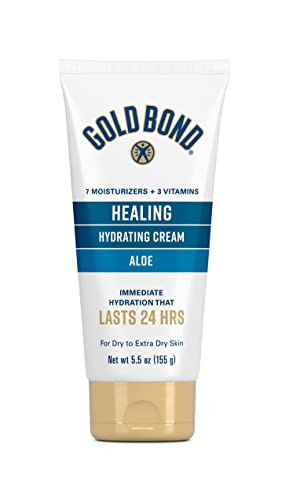 GOLD BOND®
7 MOISTURIZERS + 3 VITAMINS
HEALING
HYDRATING CREAM
ALOE
IMMEDIATE
HYDRATION THAT
LASTS 24 HRS
For Dry to Extra Dry Skin
Net wt 5.5 oz (155 g)